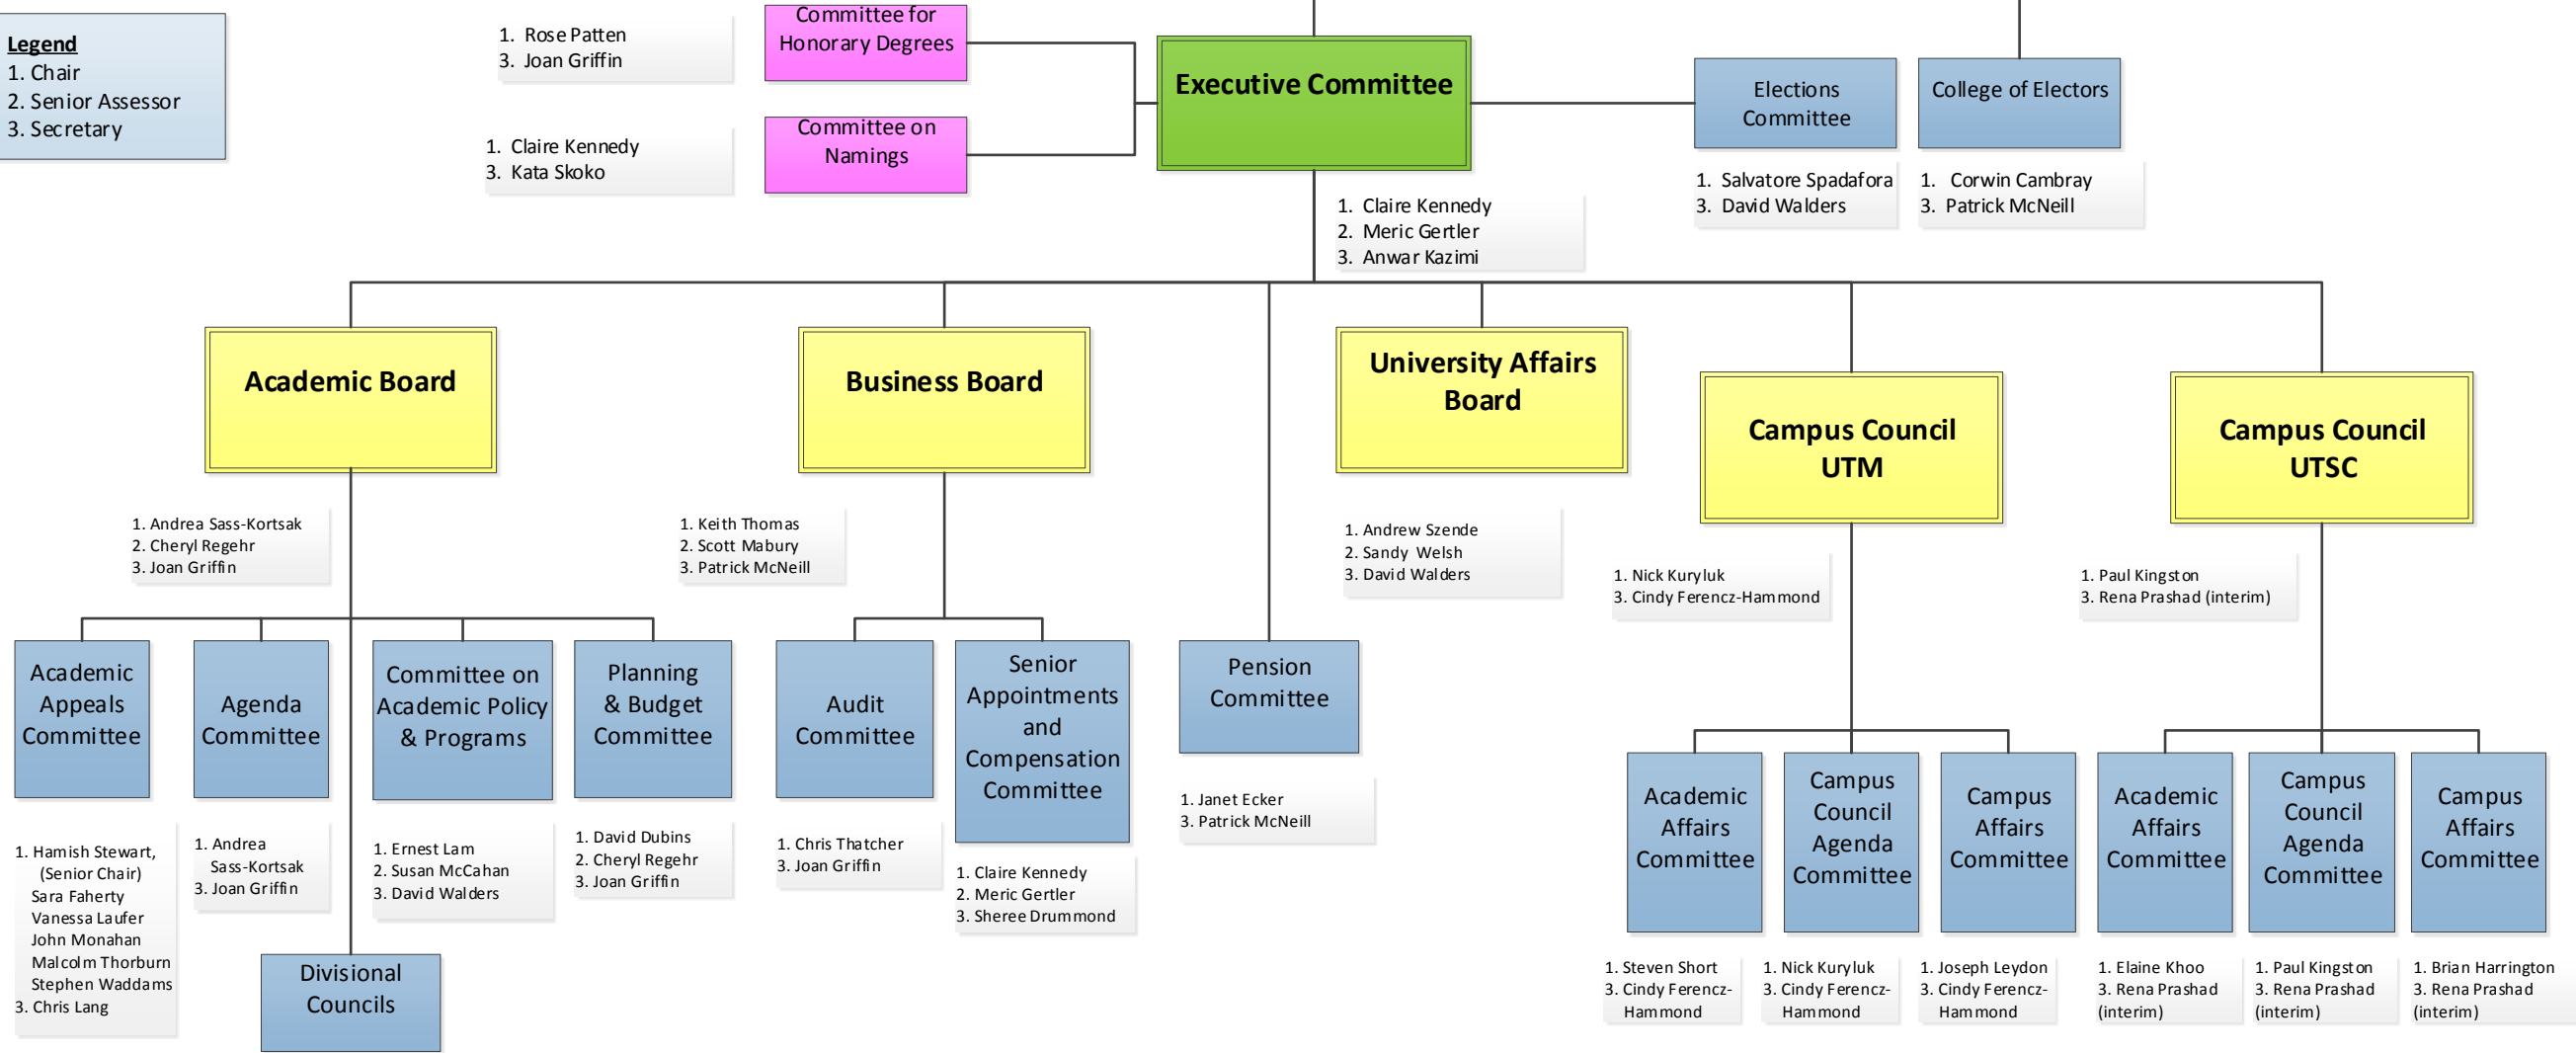 Legend
1. Chair
2. Senior Assessor
3. Secretary
1. Rose Patten
3. Joan Griffin
Committee for
Honorary Degrees
1. Claire Kennedy
3. Kata Skoko
Committee on
Namings
Executive Committee
1. Claire Kennedy
2. Meric Gertler
3. Anwar Kazimi
Elections
Committee
1. Salvatore Spadafora
3. David Walders
College of Electors
1. Corwin Cambray
3. Patrick McNeill
Academic Board
1. Andrea Sass-Kortsak
2. Cheryl Regehr
3. Joan Griffin
Business Board
1. Keith Thomas
2. Scott Mabury
3. Patrick McNeill
University Affairs
Board
1. Andrew Szende
2. Sandy Welsh
3. David Walders
Campus Council
UTM
1. Nick Kuryluk
3. Cindy Ferencz-Hammond
Campus Council
UTSC
1. Paul Kingston
3. Rena Prashad (interim)
Academic
Appeals
Committee
1. Hamish Stewart,
(Senior Chair)
Sara Faherty
Vanessa Laufer
John Monahan
Malcolm Thorburn
Stephen Waddams
3. Chris Lang
Agenda
Committee
1. Andrea
Sass-Kortsak
3. Joan Griffin
Committee on
Academic Policy
& Programs
1. Ernest Lam
2. Susan McCahan
3. David Walders
Planning
& Budget
Committee
1. David Dubins
2. Cheryl Regehr
3. Joan Griffin
Divisional
Councils
Audit
Committee
1. Chris Thatcher
3. Joan Griffin
Senior
Appointments
and
Compensation
Committee
1. Claire Kennedy
2. Meric Gertler
3. Sheree Drummond
Pension
Committee
1. Janet Ecker
3. Patrick McNeill
Academic
Affairs
Committee
1. Steven Short
3. Cindy Ferencz-
Hammond
Campus
Council
Agenda
Committee
1. Nick Kuryluk
3. Cindy Ferencz-
Hammond
Campus
Affairs
Committee
1. Joseph Leydon
3. Cindy Ferencz-
Hammond
Academic
Affairs
Committee
1. Elaine Khoo
3. Rena Prashad
(interim)
Campus
Council
Agenda
Committee
1. Paul Kingston
3. Rena Prashad
(interim)
Campus
Affairs
Committee
1. Brian Harrington
3. Rena Prashad
(interim)